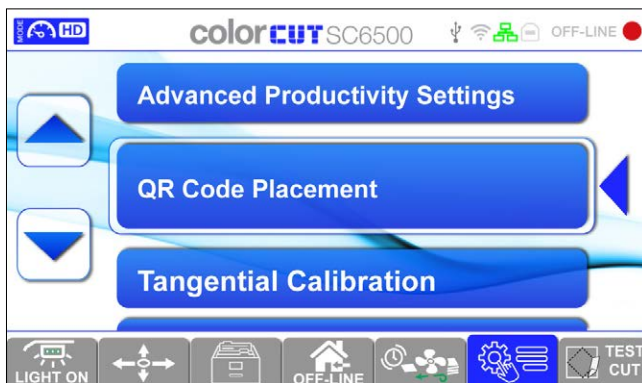 MODE HD colorcut SC6500 OFF-LINE
Advanced Productivity Settings
QR Code Placement
Tangential Calibration
LIGHT ON OFF-LINE TEST
CUT